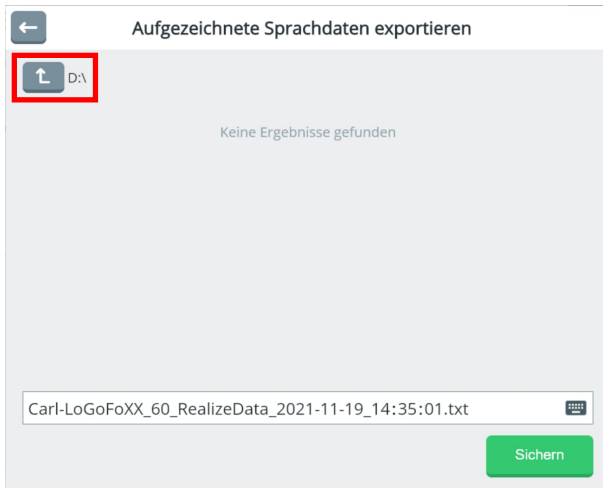 Aufgezeichnete Sprachdaten exportieren
D:\
Keine Ergebnisse gefunden
Carl-LoGoFoXX_60_RealizeData_2021-11-19_14:35:01.txt
Sichern